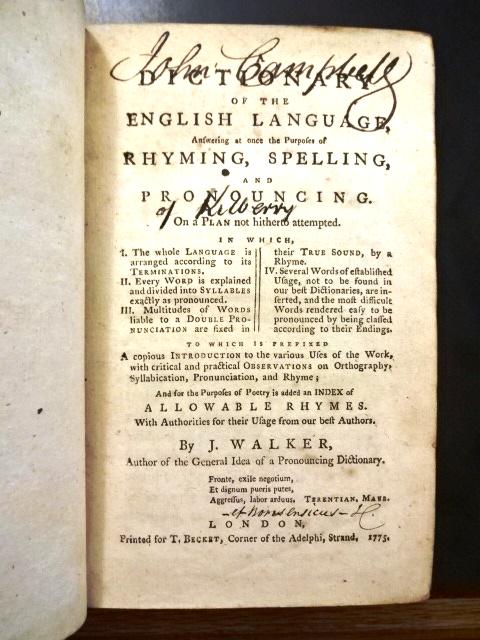 John Campbell
DICTIONARY
OF THE
ENGLISH LANGUAGE,
Anſwering at once the Purpoſes of
RHYMING, SPELLING,
AND
PRONOUNCING.
of Kilberry
On a PLAN not hitherto attempted.
IN WHICH,
I. The whole LANGUAGE is
arranged according to its
TERMINATIONS.
II. Every WORD is explained
and divided into SYLLABLES
exactly as pronounced.
III. Multitudes of WORDS
liable to a DOUBLE PRO-
NUNCIATION are fixed in
their TRUE SOUND, by a
Rhyme.
IV. Several Words of eſtabliſhed
Uſage, not to be found in
our beſt Dictionaries, are in-
ſerted, and the moſt difficult
Words rendered eaſy to be
pronounced by being claſſed
according to their Endings.
TO WHICH IS PREFIXED
A copious INTRODUCTION to the various Uſes of the Work,
with critical and practical OBSERVATIONS on Orthography,
Syllabication, Pronunciation, and Rhyme;
And for the Purpoſes of Poetry is added an INDEX of
ALLOWABLE RHYMES.
With Authorities for their Uſage from our beſt Authors.
By J. WALKER,
Author of the General Idea of a Pronouncing Dictionary.
Fronte, exile negotium,
Et dignum pueris putes,
Aggreſſus, labor arduus, TERENTIAN, MAUR.
LONDON,
Printed for T. BECKET, Corner of the Adelphi, Strand, 1775.